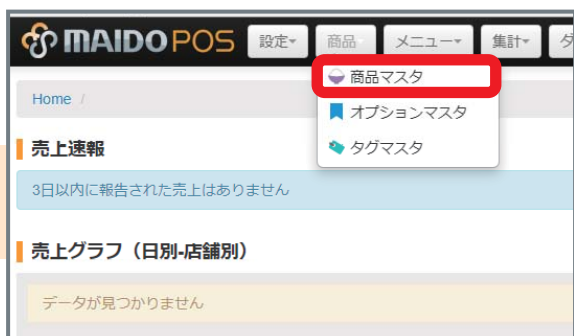 MAIDO POS 設定 商品 メニュー 集計
商品マスタ
オプションマスタ
タグマスタ
Home /
売上速報
3日以内に報告された売上はありません
売上グラフ（日別-店舗別）
データが見つかりません